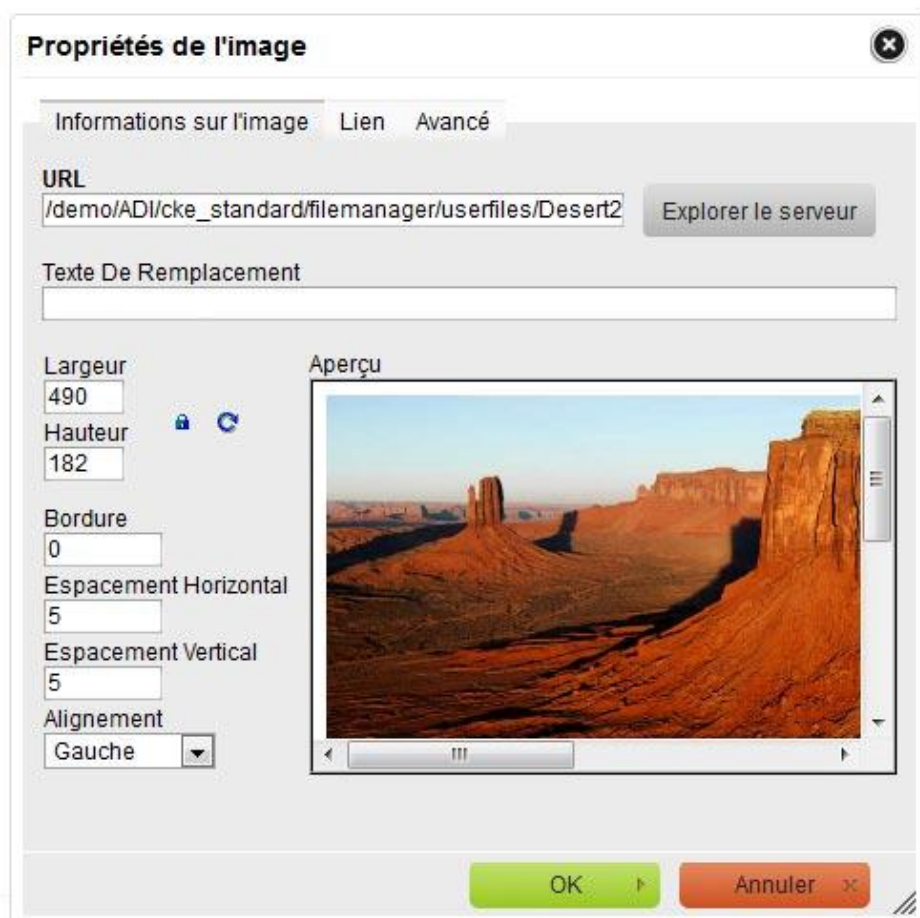 Propriétés de l'image
Informations sur l'image Lien Avancé
URL
/demo/ADI/cke_standard/filemanager/userfiles/Desert2
Explorer le serveur
Texte De Remplacement
Largeur
490
Hauteur
182
Bordure
0
Espacement Horizontal
5
Espacement Vertical
5
Alignement
Gauche
Aperçu
OK
Annuler